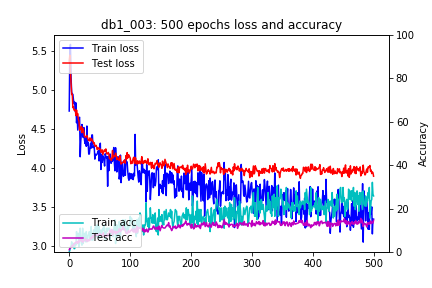 db1_003: 500 epochs loss and accuracy
Train loss
Test loss
Train acc
Test acc
Loss
5.5
5.0
4.5
4.0
3.5
3.0
Accuracy
100
80
60
40
20
0
0 100 200 300 400 500